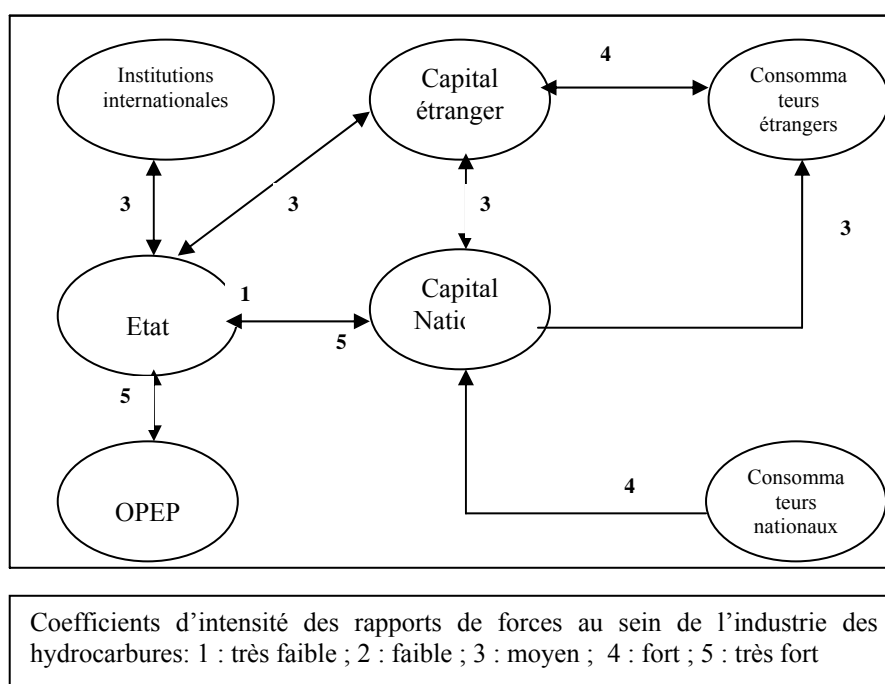 Institutions
internationales
Capital
étranger
4
Consomma
teurs
étrangers
3
3
3
3
Etat
1
5
Capital
Natio
5
OPEP
4
Consomma
teurs
nationaux
Coefficients d'intensité des rapports de forces au sein de l'industrie des
hydrocarbures: 1 : très faible ; 2 : faible ; 3 : moyen ; 4 : fort ; 5 : très fort